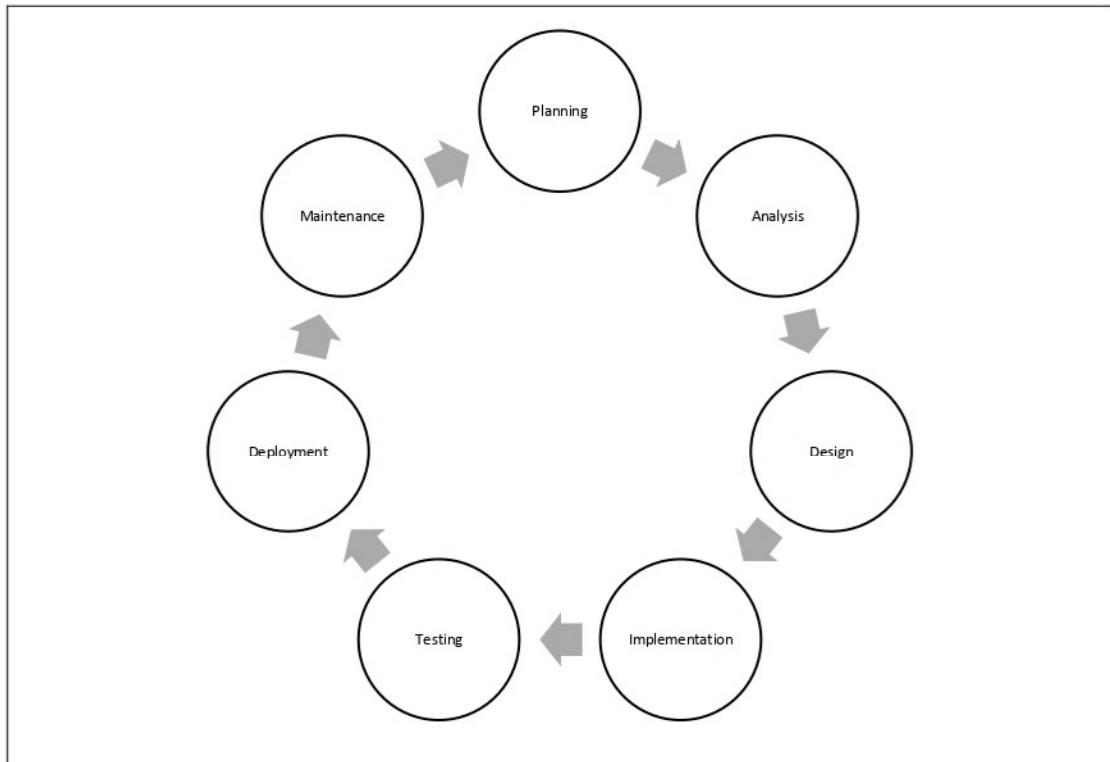 Planning
Analysis
Design
Implementation
Testing
Deployment
Maintenance